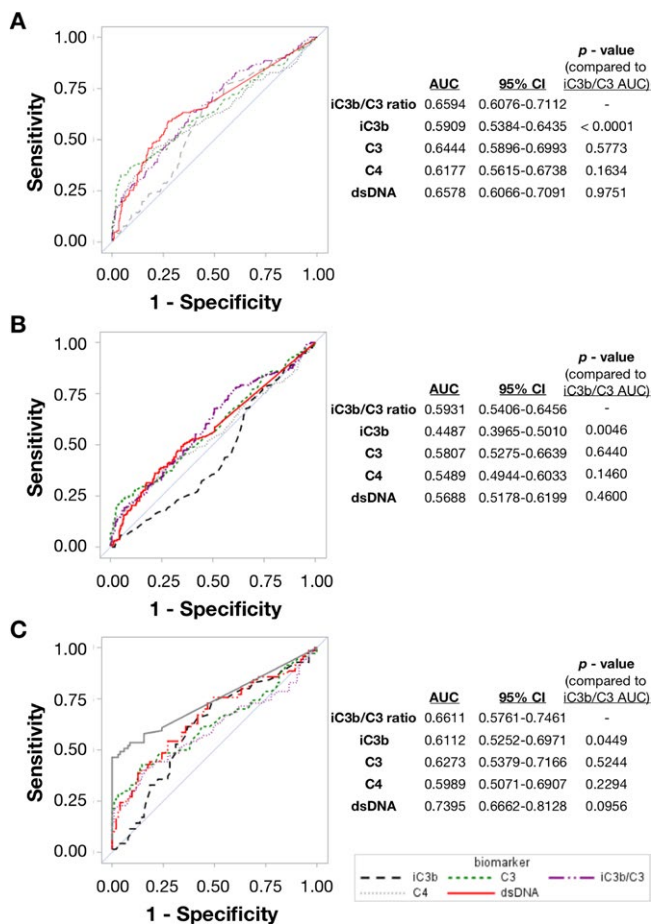 A
1.00
0.75
0.50
0.25
0.00
Sensitivity
0.00 0.25 0.50 0.75 1.00
1 - Specificity
p - value
(compared to
AUC 95% CI iC3b/C3 AUC)
iC3b/C3 ratio 0.6594 0.6076-0.7112 -
iC3b 0.5909 0.5384-0.6435 < 0.0001
C3 0.6444 0.5896-0.6993 0.5773
C4 0.6177 0.5615-0.6738 0.1634
dsDNA 0.6578 0.6066-0.7091 0.9751
B
1.00
0.75
0.50
0.25
0.00
Sensitivity
0.00 0.25 0.50 0.75 1.00
1 - Specificity
p - value
(compared to
AUC 95% CI iC3b/C3 AUC)
iC3b/C3 ratio 0.5931 0.5406-0.6456 -
iC3b 0.4487 0.3965-0.5010 0.0046
C3 0.5807 0.5275-0.6639 0.6440
C4 0.5489 0.4944-0.6033 0.1460
dsDNA 0.5688 0.5178-0.6199 0.4600
C
1.00
0.75
0.50
0.25
0.00
Sensitivity
0.00 0.25 0.50 0.75 1.00
1 - Specificity
p - value
(compared to
AUC 95% CI iC3b/C3 AUC)
iC3b/C3 ratio 0.6611 0.5761-0.7461 -
iC3b 0.6112 0.5252-0.6971 0.0449
C3 0.6273 0.5379-0.7166 0.5244
C4 0.5989 0.5071-0.6907 0.2294
dsDNA 0.7395 0.6662-0.8128 0.0956
biomarker
iC3b C3 iC3b/C3
C4 dsDNA